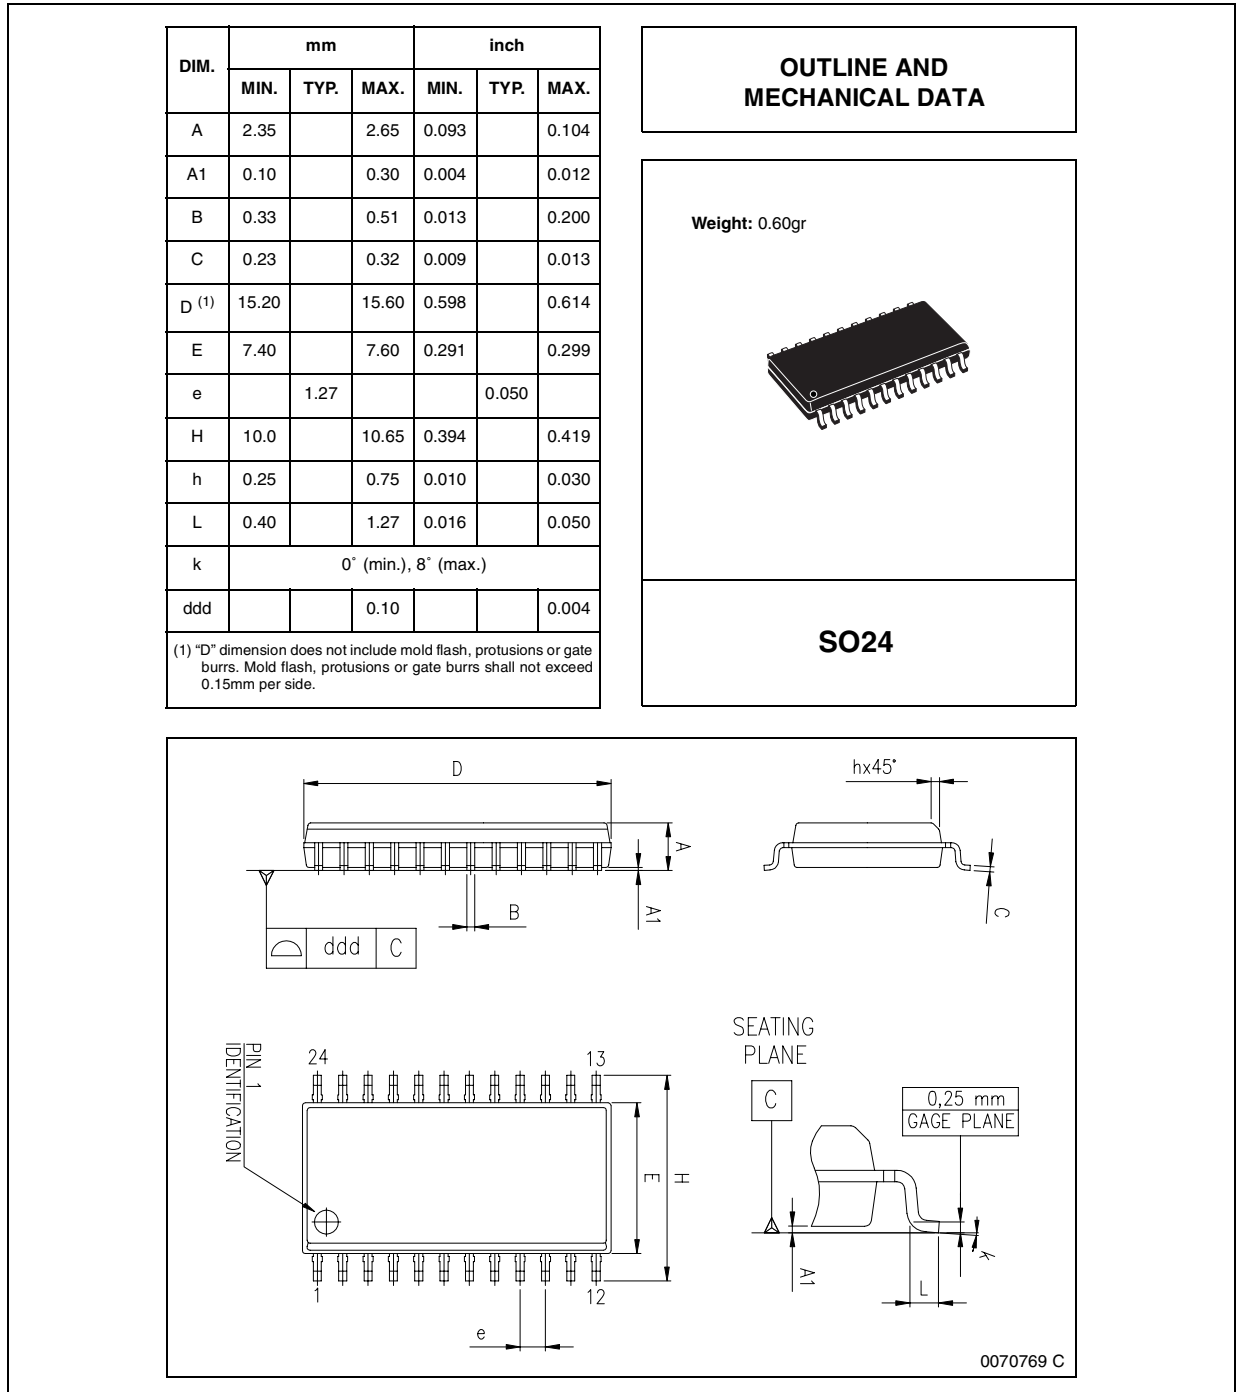 DIM. mm inch
MIN. TYP. MAX. MIN. TYP. MAX.
A 2.35 2.65 0.093 0.104
A1 0.10 0.30 0.004 0.012
B 0.33 0.51 0.013 0.200
C 0.23 0.32 0.009 0.013
D (1) 15.20 15.60 0.598 0.614
E 7.40 7.60 0.291 0.299
e 1.27 0.050
H 10.0 10.65 0.394 0.419
h 0.25 0.75 0.010 0.030
L 0.40 1.27 0.016 0.050
k 0˚ (min.), 8˚ (max.)
ddd 0.10 0.004
(1) “D” dimension does not include mold flash, protusions or gate
burrs. Mold flash, protusions or gate burrs shall not exceed
0.15mm per side.
OUTLINE AND
MECHANICAL DATA
Weight: 0.60gr
SO24
D
hx45°
A
B
A1
C
ddd C
SEATING
PLANE
PIN 1
IDENTIFICATION
24
13
C
0,25 mm
GAGE PLANE
E
H
k
A1
L
1
12
e
0070769 C